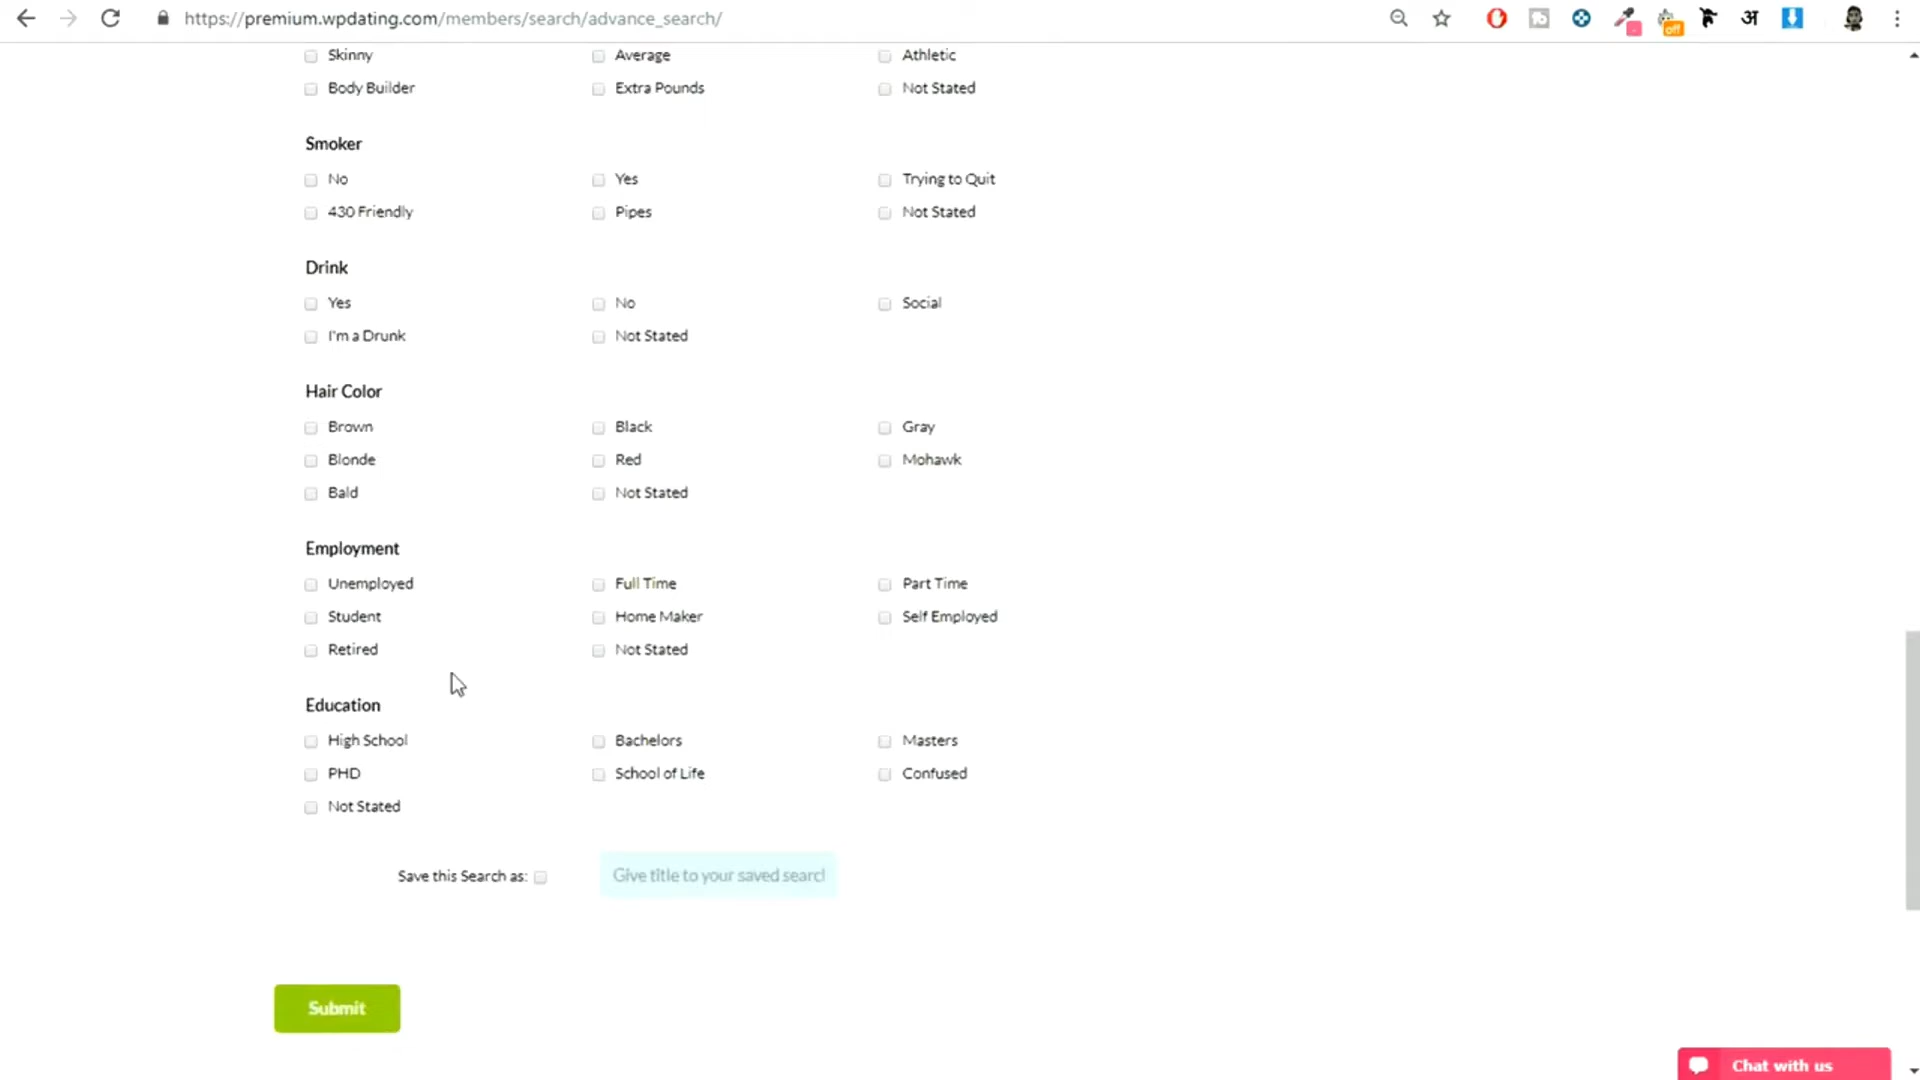 https://premium.wpdating.com/members/search/advance_search/
off
अ
Skinny Average Athletic
Body Builder Extra Pounds Not Stated
Smoker
No Yes Trying to Quit
430 Friendly Pipes Not Stated
Drink
Yes No Social
I'm a Drunk Not Stated
Hair Color
Brown Black Gray
Blonde Red Mohawk
Bald Not Stated
Employment
Unemployed Full Time Part Time
Student Home Maker Self Employed
Retired Not Stated
Education
High School Bachelors Masters
PHD School of Life Confused
Not Stated
Save this Search as: Give title to your saved searc
Submit
Chat with us